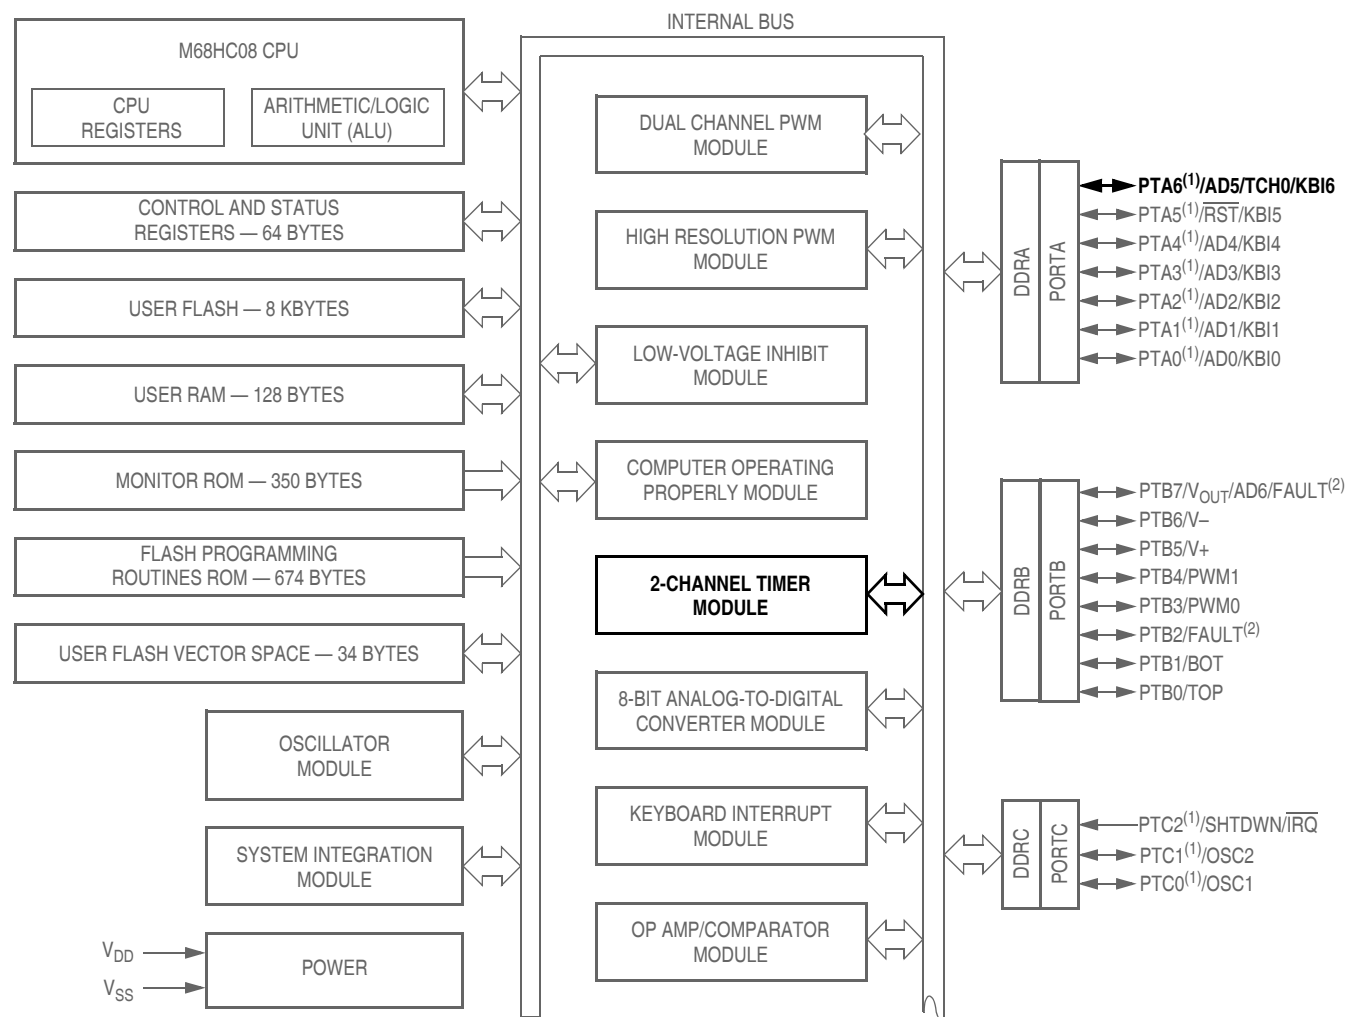 INTERNAL BUS
M68HC08 CPU
CPU
REGISTERS
ARITHMETIC/LOGIC
UNIT (ALU)
CONTROL AND STATUS
REGISTERS — 64 BYTES
USER FLASH — 8 KBYTES
USER RAM — 128 BYTES
MONITOR ROM — 350 BYTES
FLASH PROGRAMMING
ROUTINES ROM — 674 BYTES
USER FLASH VECTOR SPACE — 34 BYTES
OSCILLATOR
MODULE
SYSTEM INTEGRATION
MODULE
VDD
VSS
POWER
DUAL CHANNEL PWM
MODULE
HIGH RESOLUTION PWM
MODULE
LOW-VOLTAGE INHIBIT
MODULE
COMPUTER OPERATING
PROPERLY MODULE
2-CHANNEL TIMER
MODULE
8-BIT ANALOG-TO-DIGITAL
CONVERTER MODULE
KEYBOARD INTERRUPT
MODULE
OP AMP/COMPARATOR
MODULE
DDRA
PORTA
PTA6(1)/AD5/TCH0/KBI6
PTA5(1)/RST/KBI5
PTA4(1)/AD4/KBI4
PTA3(1)/AD3/KBI3
PTA2(1)/AD2/KBI2
PTA1(1)/AD1/KBI1
PTA0(1)/AD0/KBI0
DDRB
PORTB
PTB7/VOUT/AD6/FAULT(2)
PTB6/V–
PTB5/V+
PTB4/PWM1
PTB3/PWM0
PTB2/FAULT(2)
PTB1/BOT
PTB0/TOP
DDRC
PORTC
PTC2(1)/SHTDWN/IRQ
PTC1(1)/OSC2
PTC0(1)/OSC1